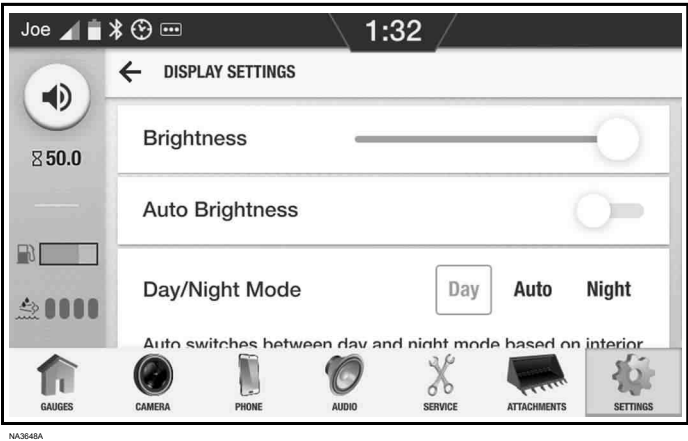 Joe 1:32
DISPLAY SETTINGS
Brightness
50.0
Auto Brightness
Day/Night Mode Day Auto Night
Auto switches between day and night mode based on interior
GAUGES CAMERA PHONE AUDIO SERVICE ATTACHMENTS SETTINGS
NA3648A